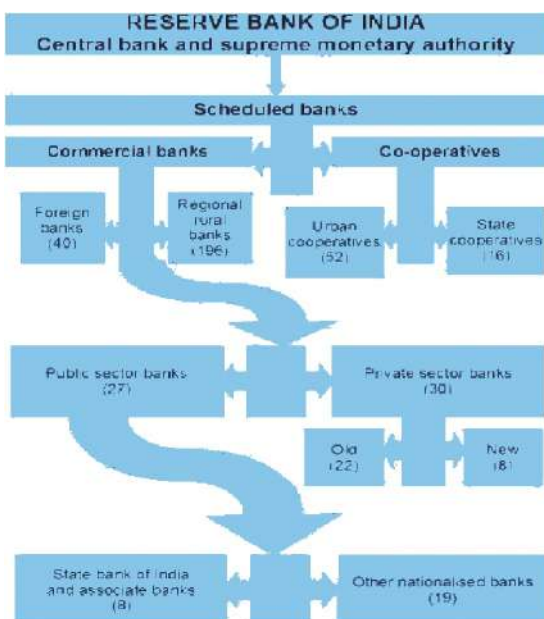 RESERVE BANK OF INDIA
Central bank and supreme monetary authority
Scheduled banks
Commercial banks
Co-operatives
Foreign
banks
(40)
Regional
rural
banks
(196)
Urban
cooperatives
(52)
State
cooperatives
(16)
Public sector banks
(27)
Private sector banks
(30)
Old
(22)
New
(8)
State bank of India
and associate banks
(8)
Other nationalised banks
(19)